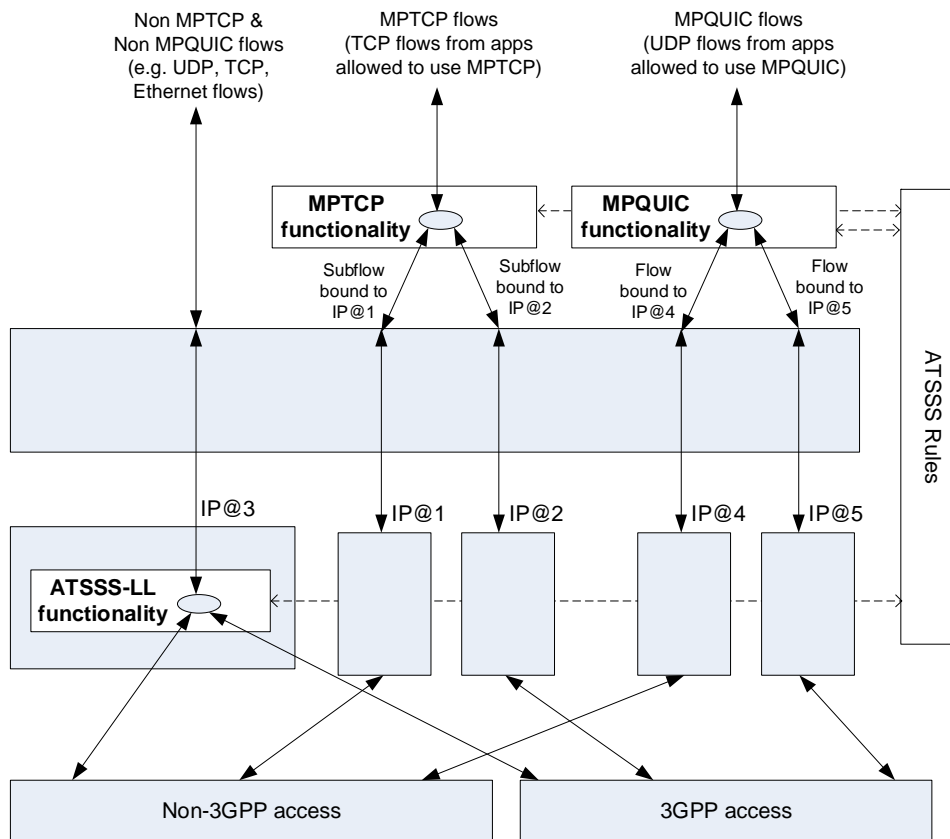 Non MPTCP &
Non MPQUIC flows
(e.g. UDP, TCP,
Ethernet flows)
MPTCP flows
(TCP flows from apps
allowed to use MPTCP)
MPQUIC flows
(UDP flows from apps
allowed to use MPQUIC)
MPTCP
functionality
MPQUIC
functionality
Subflow
bound to
IP@1
Subflow
bound to
IP@2
Flow
bound to
IP@4
Flow
bound to
IP@5
ATSSS Rules
IP@3
IP@1
IP@2
IP@4
IP@5
ATSSS-LL
functionality
Non-3GPP access
3GPP access